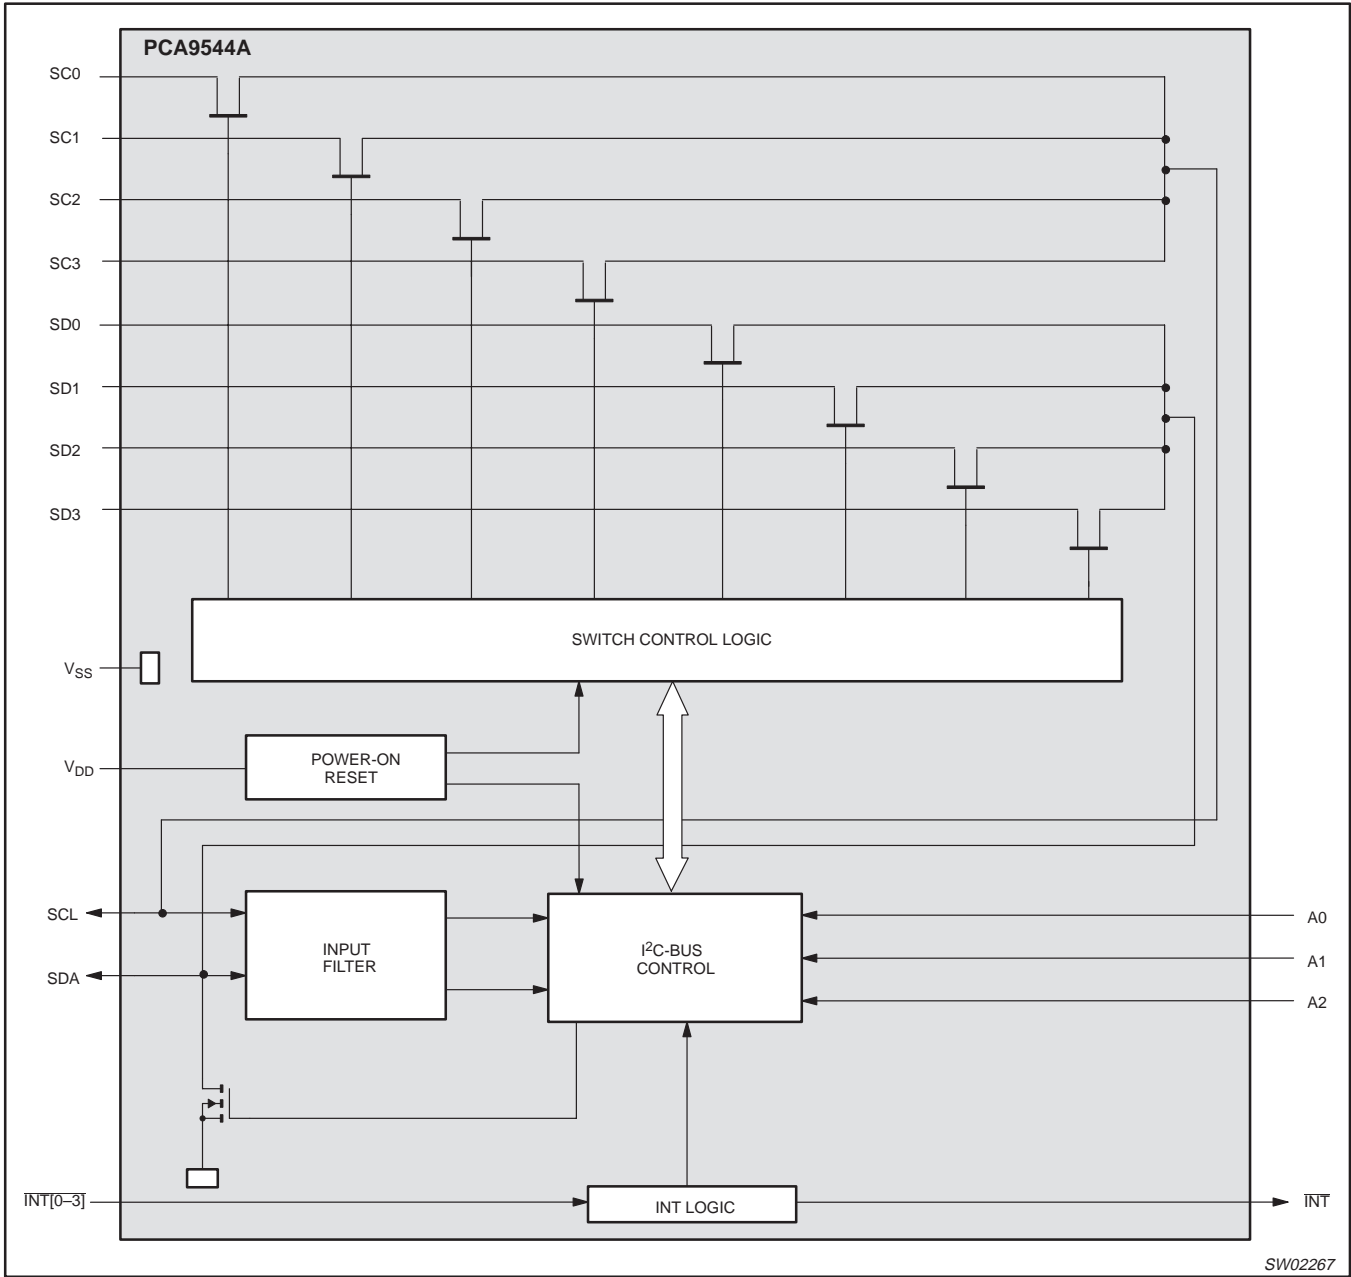 PCA9544A
SC0
SC1
SC2
SC3
SD0
SD1
SD2
SD3
SWITCH CONTROL LOGIC
VSS
POWER-ON
RESET
VDD
SCL
INPUT
FILTER
I²C-BUS
CONTROL
A0
SDA
A1
A2
INT[0–3]
INT LOGIC
INT
SW02267